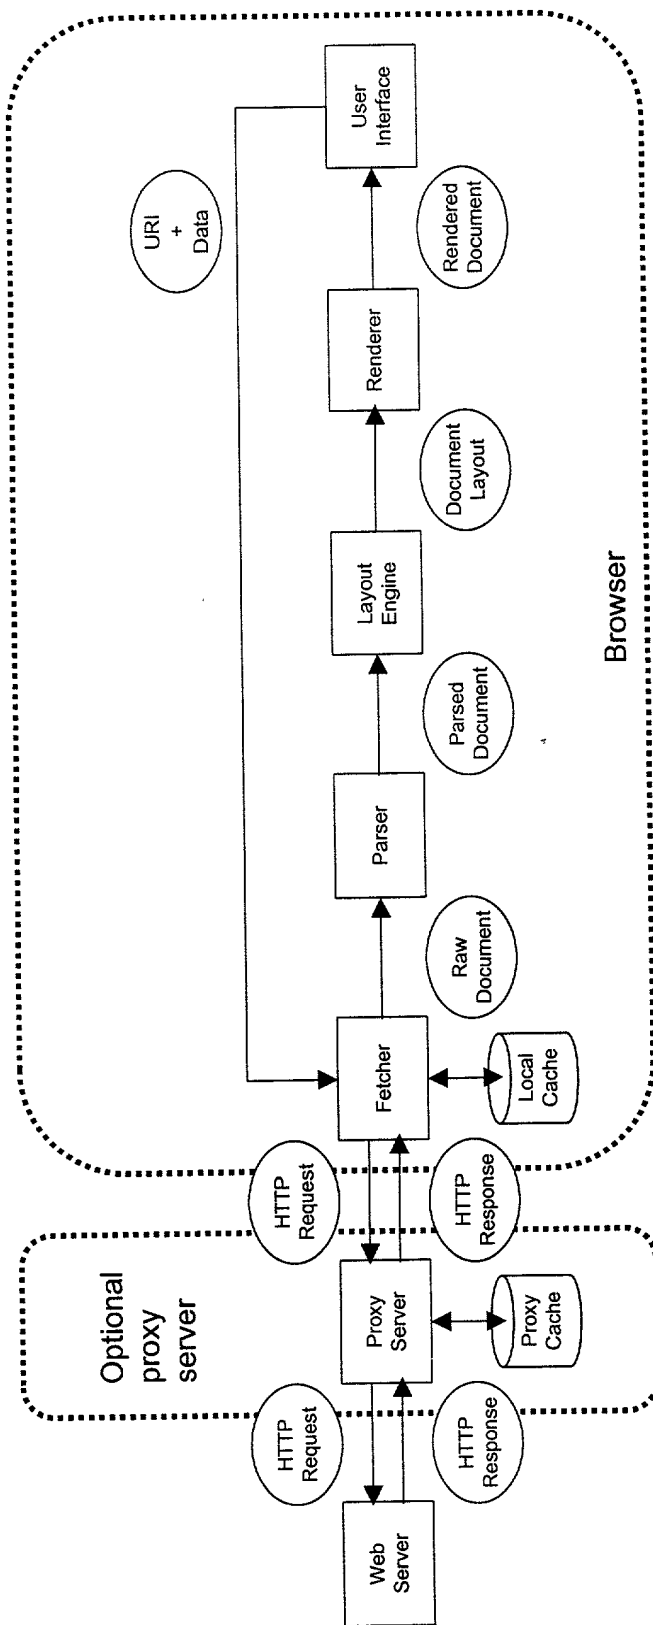 Optional
proxy
server
HTTP
Request
HTTP
Request
URI
+
Data
Web
Server
Proxy
Server
Fetcher
Parser
Layout
Engine
Renderer
User
Interface
HTTP
Response
HTTP
Response
Raw
Document
Parsed
Document
Document
Layout
Rendered
Document
Proxy
Cache
Local
Cache
Browser